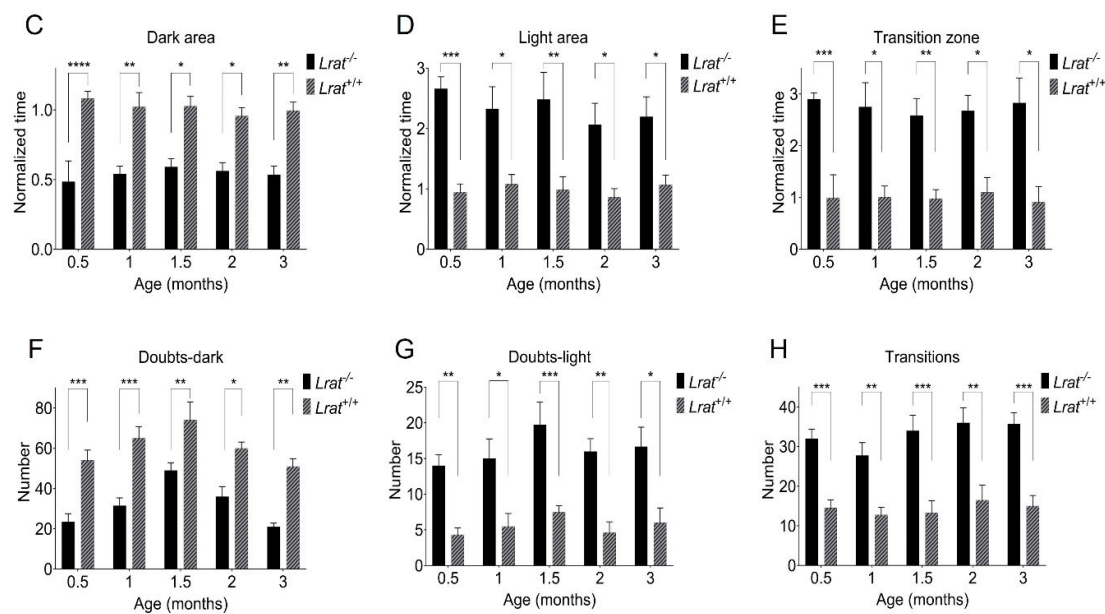 C
Dark area
Lrat-/-
Lrat+/+
**** ** * * **
Normalized time
1.0
0.5
0.0
0.5 1 1.5 2 3
Age (months)
D
Light area
Lrat-/-
Lrat+/+
*** * ** * *
Normalized time
3
2
1
0
0.5 1 1.5 2 3
Age (months)
E
Transition zone
Lrat-/-
Lrat+/+
*** * ** * *
Normalized time
3
2
1
0
0.5 1 1.5 2 3
Age (months)
F
Doubts-dark
Lrat-/-
Lrat+/+
*** *** ** * **
Number
80
60
40
20
0
0.5 1 1.5 2 3
Age (months)
G
Doubts-light
Lrat-/-
Lrat+/+
** * *** ** *
Number
25
20
15
10
5
0
0.5 1 1.5 2 3
Age (months)
H
Transitions
Lrat-/-
Lrat+/+
*** ** *** ** ***
Number
40
30
20
10
0
0.5 1 1.5 2 3
Age (months)